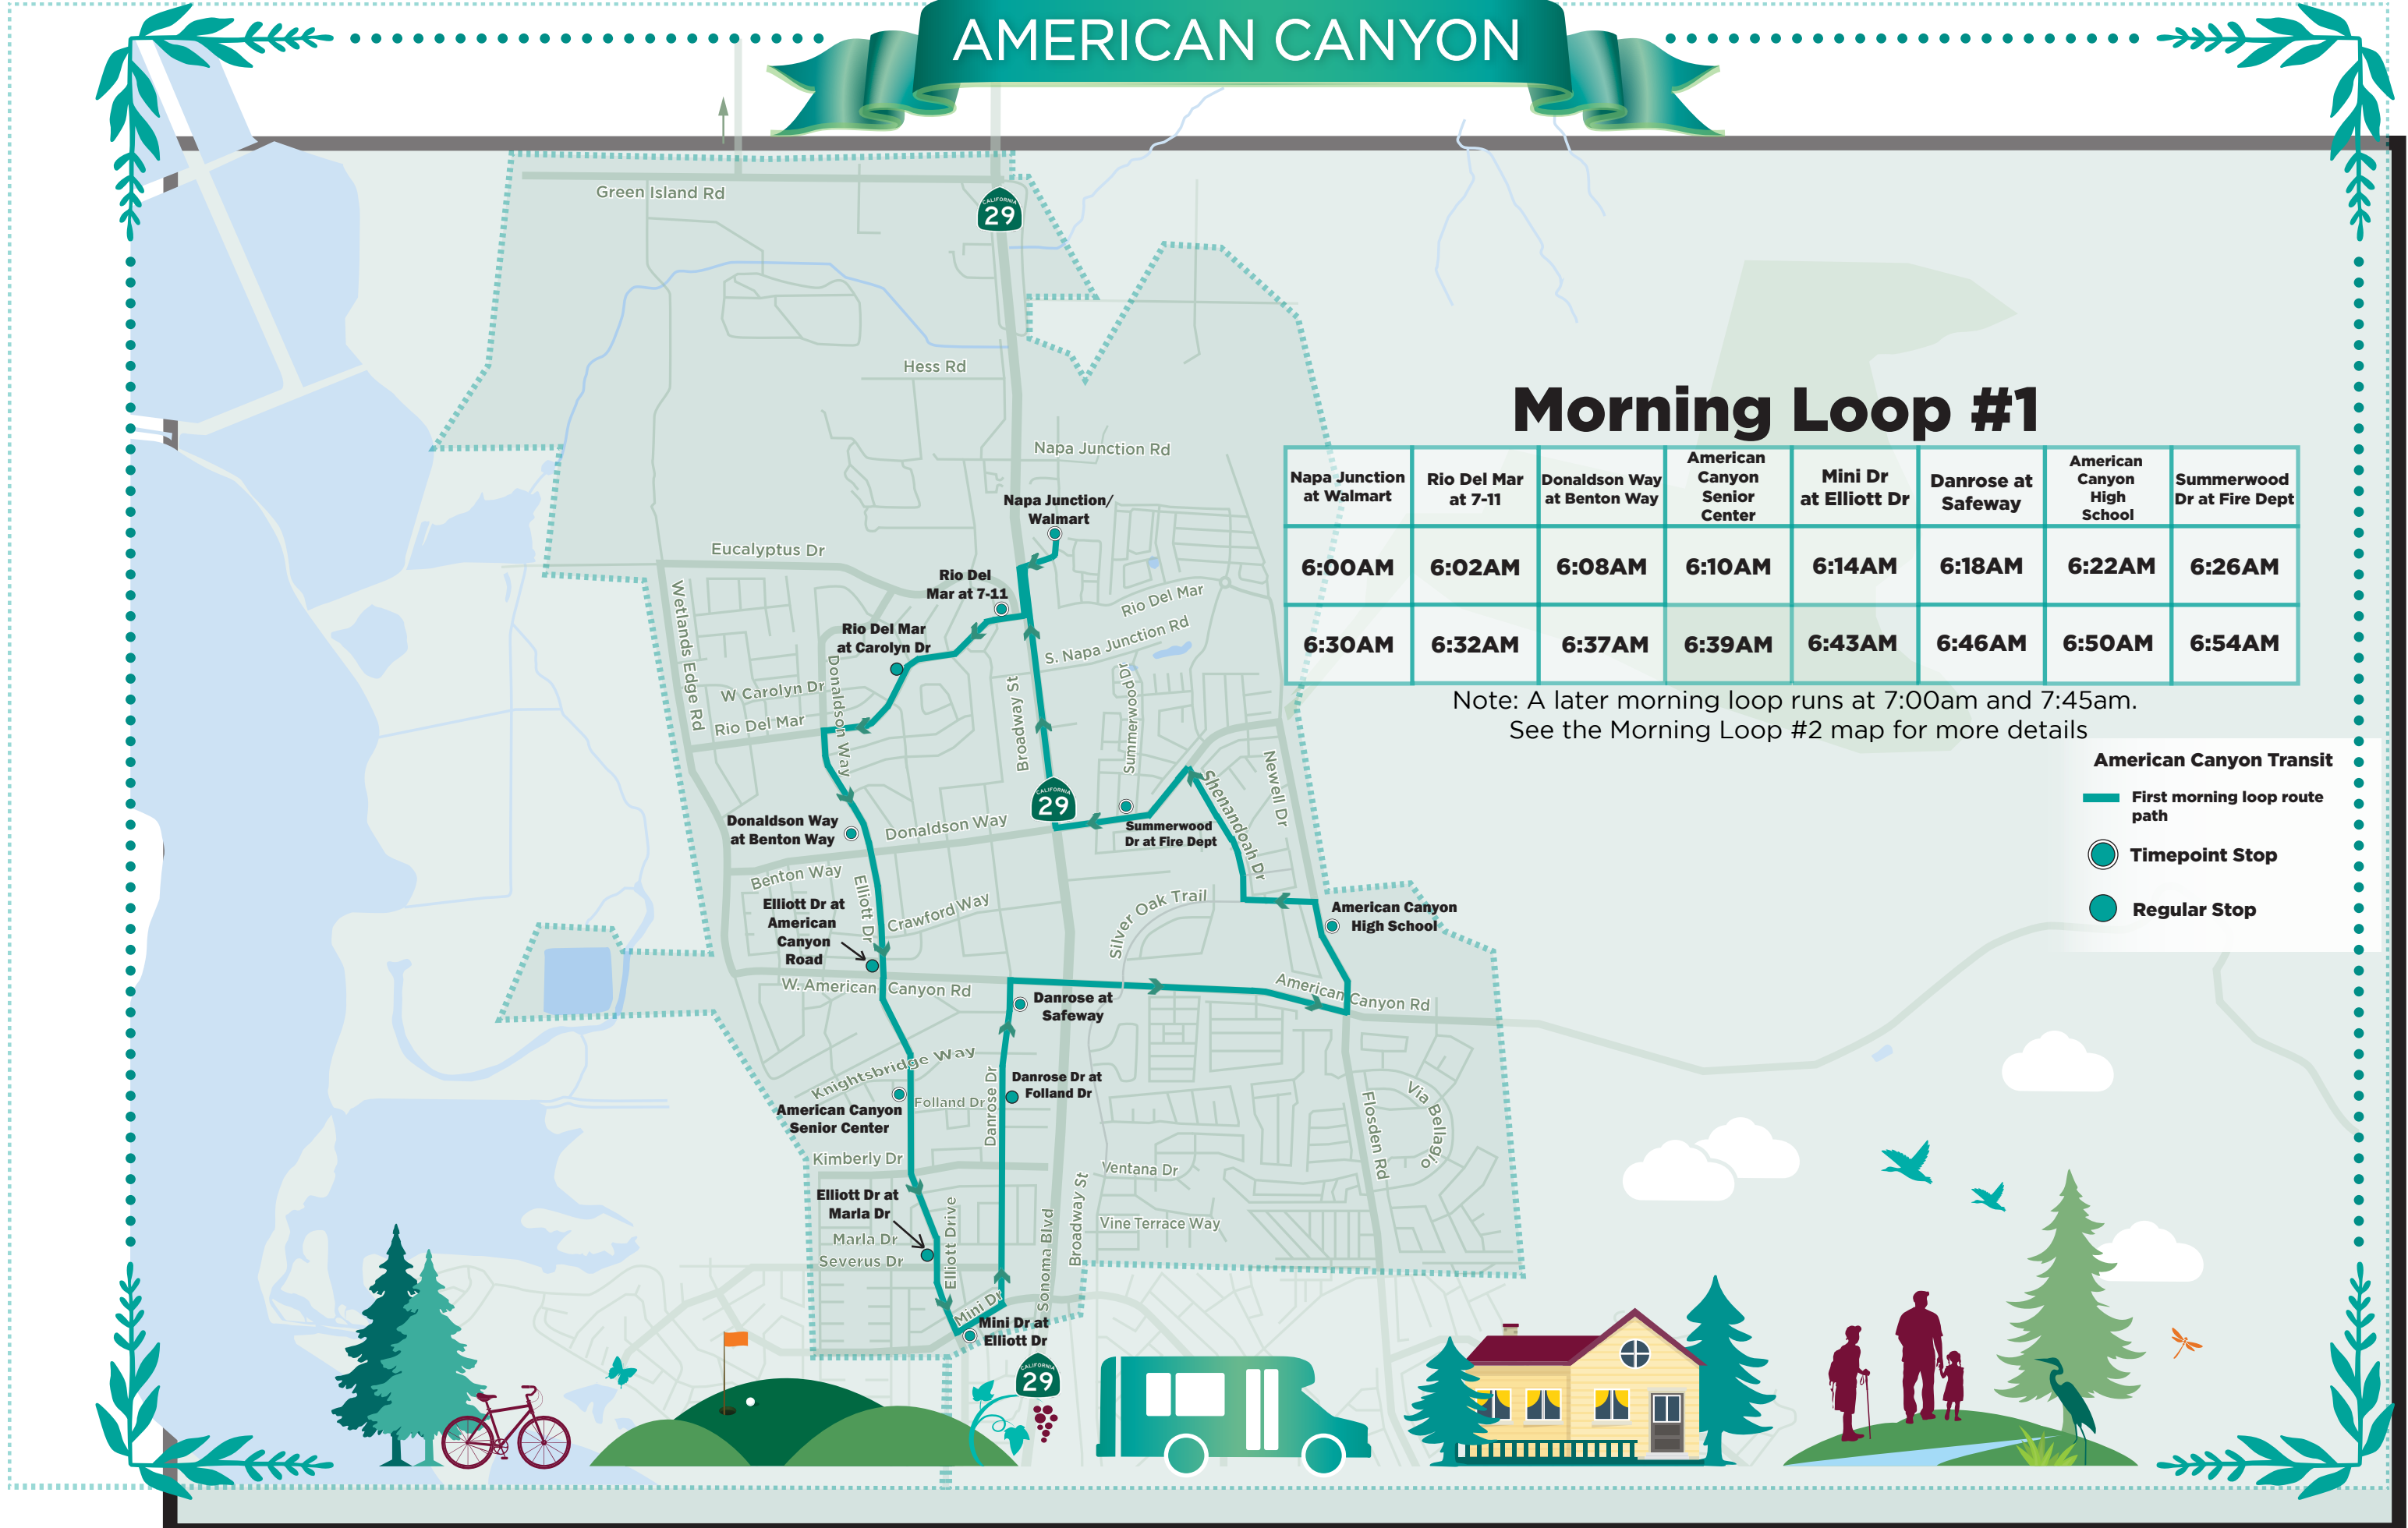 AMERICAN CANYON
Green Island Rd
CALIFORNIA
29
Hess Rd
Napa Junction Rd
Napa Junction/
Walmart
Eucalyptus Dr
Rio Del
Mar at 7-11
Rio Del Mar
at Carolyn Dr
Wetlands Edge Rd
Donaldson Way
W Carolyn Dr
Rio Del Mar
Rio Del Mar
S. Napa Junction Rd
Broadway St
Summerwood Dr
Newell Dr
Shenandoah Dr
CALIFORNIA
29
Donaldson Way
at Benton Way
Donaldson Way
Summerwood
Dr at Fire Dept
Benton Way
Elliott Dr
Crawford Way
Silver Oak Trail
Elliott Dr at
American
Canyon
Road
American Canyon
High School
W. American Canyon Rd
American Canyon Rd
Danrose at
Safeway
Knightsbridge Way
Danrose Dr at
Folland Dr
Folland Dr
Danrose Dr
American Canyon
Senior Center
Via Bellagio
Flosden Rd
Kimberly Dr
Ventana Dr
Elliott Dr at
Marla Dr
Elliott Drive
Sonoma Blvd
Broadway St
Vine Terrace Way
Marla Dr
Severus Dr
Mini Dr
Mini Dr at
Elliott Dr
CALIFORNIA
29
Morning Loop #1
Napa Junction
at Walmart
Rio Del Mar
at 7-11
Donaldson Way
at Benton Way
American
Canyon
Senior
Center
Mini Dr
at Elliott Dr
Danrose at
Safeway
American
Canyon
High
School
Summerwood
Dr at Fire Dept
6:00AM 6:02AM 6:08AM 6:10AM 6:14AM 6:18AM 6:22AM 6:26AM
6:30AM 6:32AM 6:37AM 6:39AM 6:43AM 6:46AM 6:50AM 6:54AM
Note: A later morning loop runs at 7:00am and 7:45am.
See the Morning Loop #2 map for more details
American Canyon Transit
First morning loop route
path
Timepoint Stop
Regular Stop